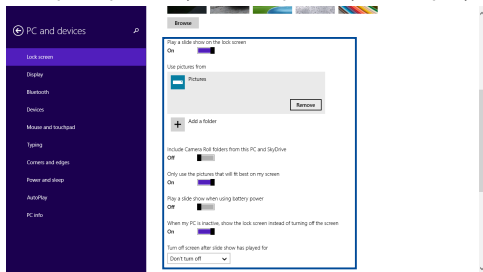 PC and devices
Lock screen
Display
Bluetooth
Devices
Mouse and touchpad
Typing
Corners and edges
Power and sleep
AutoPlay
PC info
Browse
Play a slide show on the lock screen
On
Use pictures from
Pictures
Remove
Add a folder
Include Camera Roll folders from this PC and SkyDrive
Off
Only use the pictures that will fit best on my screen
On
Play a slide show when using battery power
Off
When my PC is inactive, show the lock screen instead of turning off the screen
On
Turn off screen after slide show has played for
Don't turn off